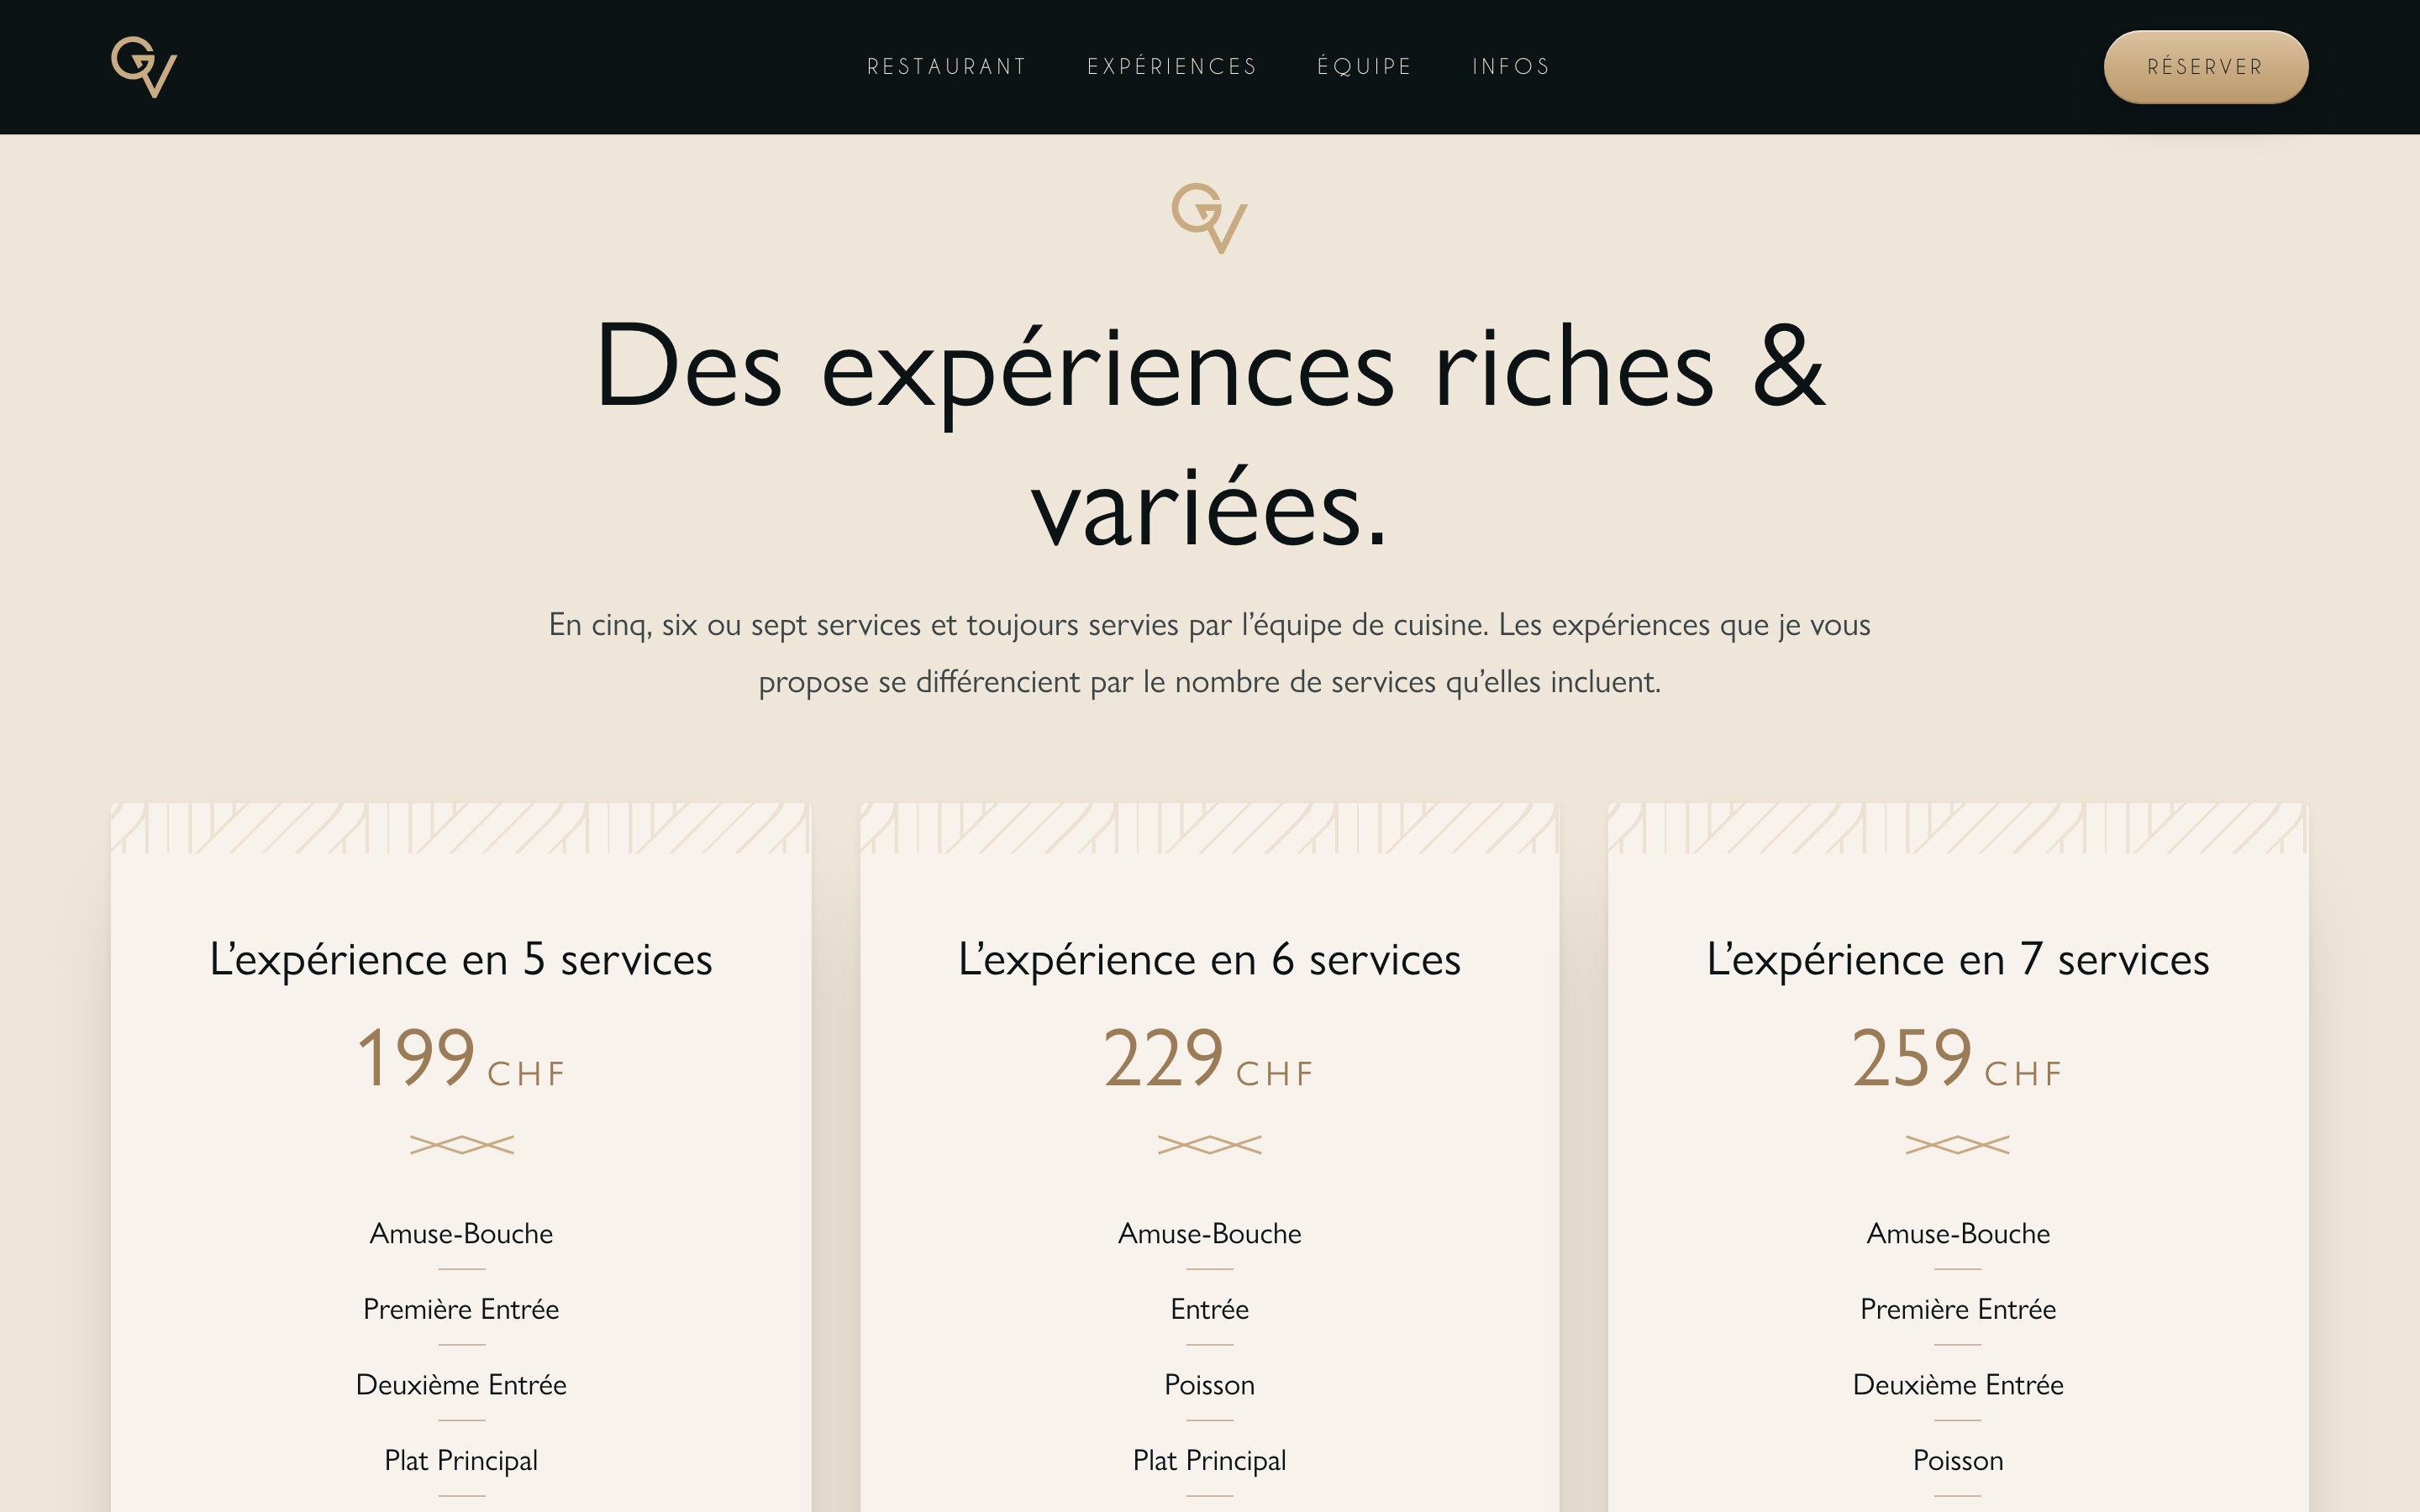 GV
RESTAURANT EXPÉRIENCES ÉQUIPE INFOS
RÉSERVER
GV
Des expériences riches &
variées.
En cinq, six ou sept services et toujours servies par l’équipe de cuisine. Les expériences que je vous
propose se différencient par le nombre de services qu’elles incluent.
L’expérience en 5 services
199 CHF
Amuse-Bouche
Première Entrée
Deuxième Entrée
Plat Principal
L’expérience en 6 services
229 CHF
Amuse-Bouche
Entrée
Poisson
Plat Principal
L’expérience en 7 services
259 CHF
Amuse-Bouche
Première Entrée
Deuxième Entrée
Poisson